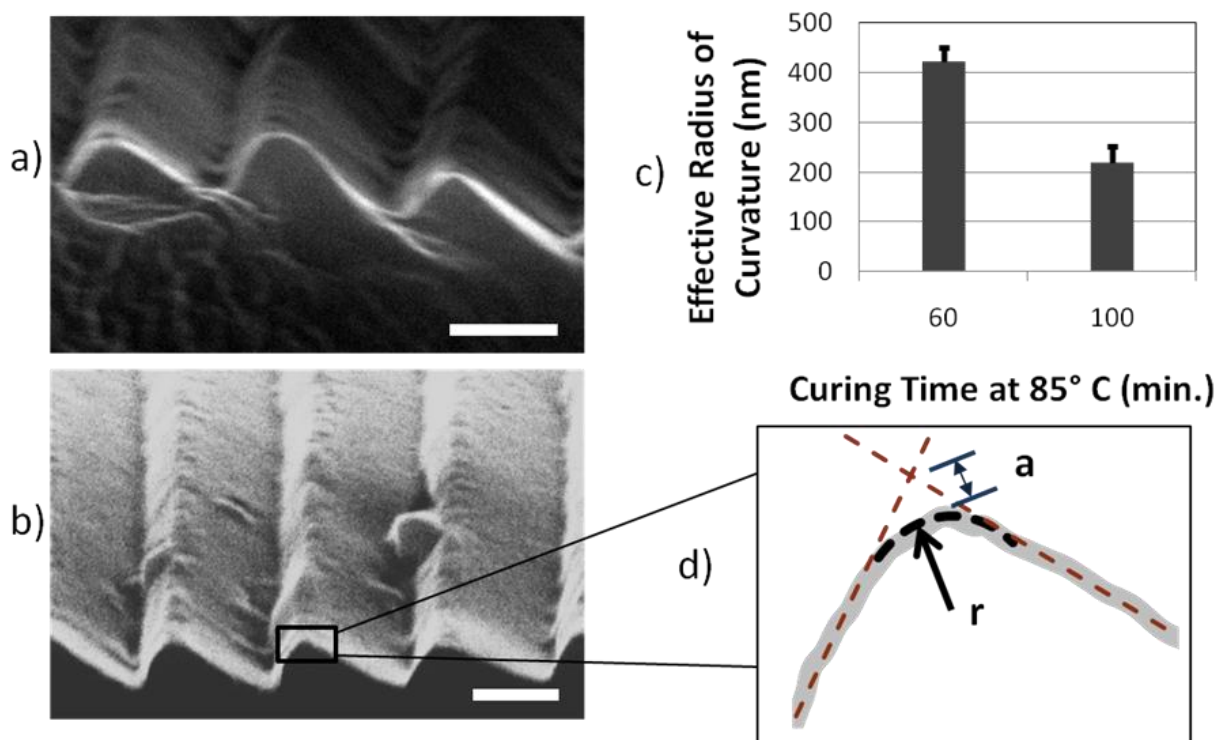 a)
b)
c)
Effective Radius of
Curvature (nm)
500
400
300
200
100
0
60
100
Curing Time at 85° C (min.)
d)
a
r